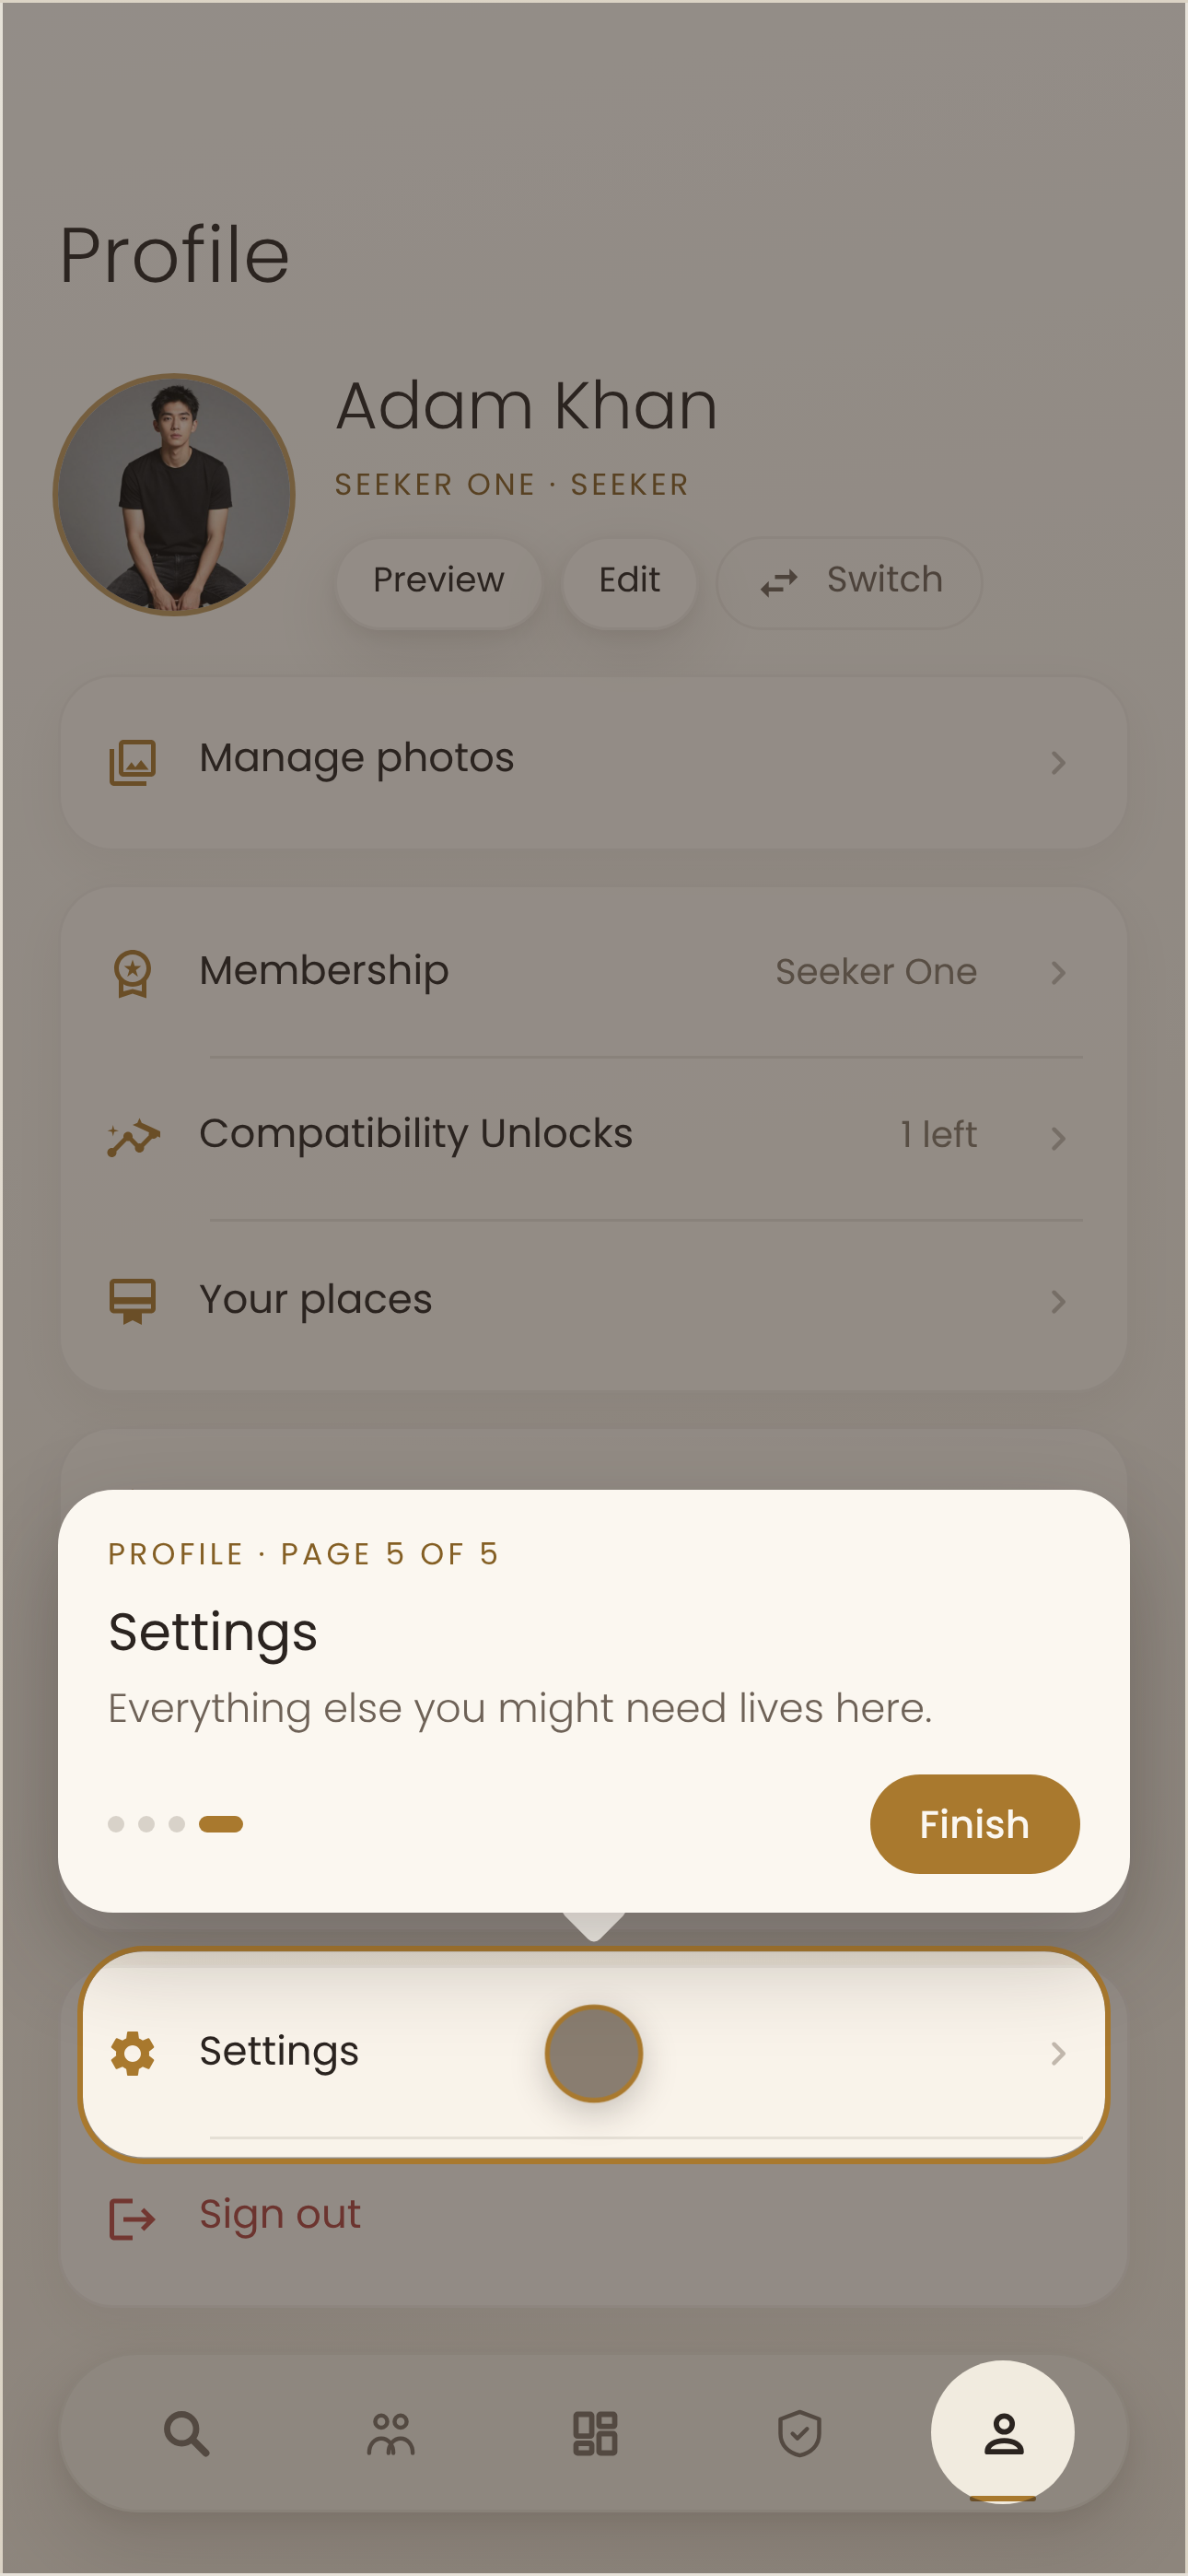 Profile
Adam Khan
SEEKER ONE · SEEKER
Preview
Edit
Switch
Manage photos
Membership
Seeker One
Compatibility Unlocks
1 left
Your places
PROFILE · PAGE 5 OF 5
Settings
Everything else you might need lives here.
Finish
Settings
Sign out